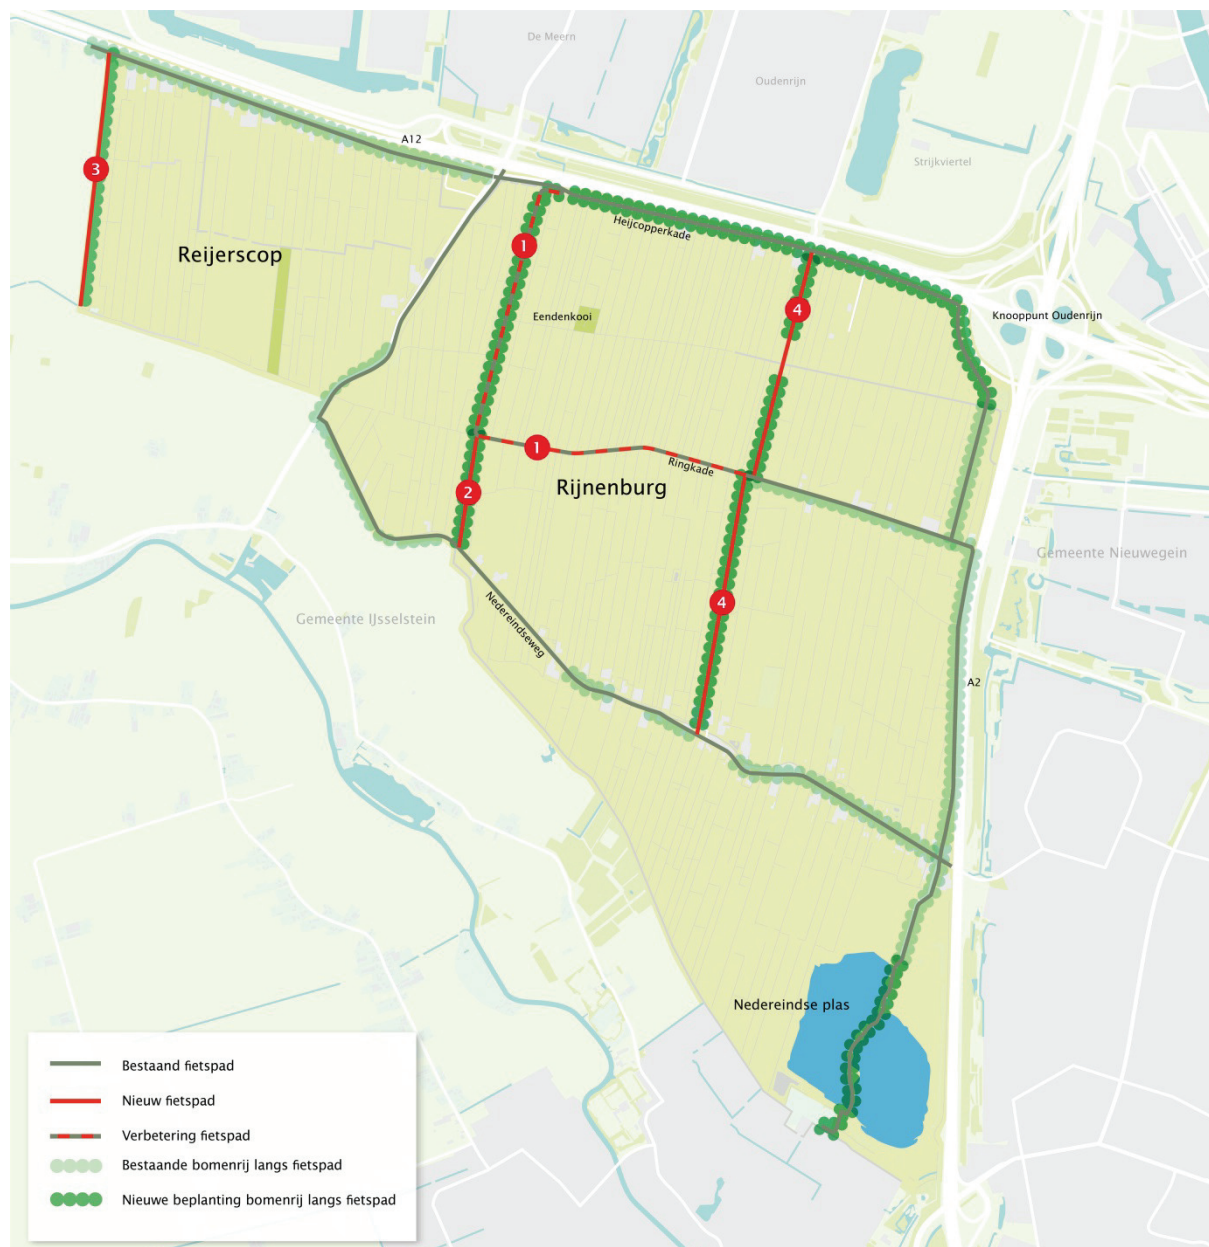 De Meern
Oudenrijn
A12
Strijkviertel
3
Heijcopperkade
1
Reijerscop
4
Eendenkooi
Knooppunt Oudenrijn
1
Ringkade
2
Rijnenburg
Gemeente Nieuwegein
4
Gemeente IJsselstein
Nedereindseweg
A2
Nedereindse plas
Bestaand fietspad
Nieuw fietspad
Verbetering fietspad
Bestaande bomenrij langs fietspad
Nieuwe beplanting bomenrij langs fietspad